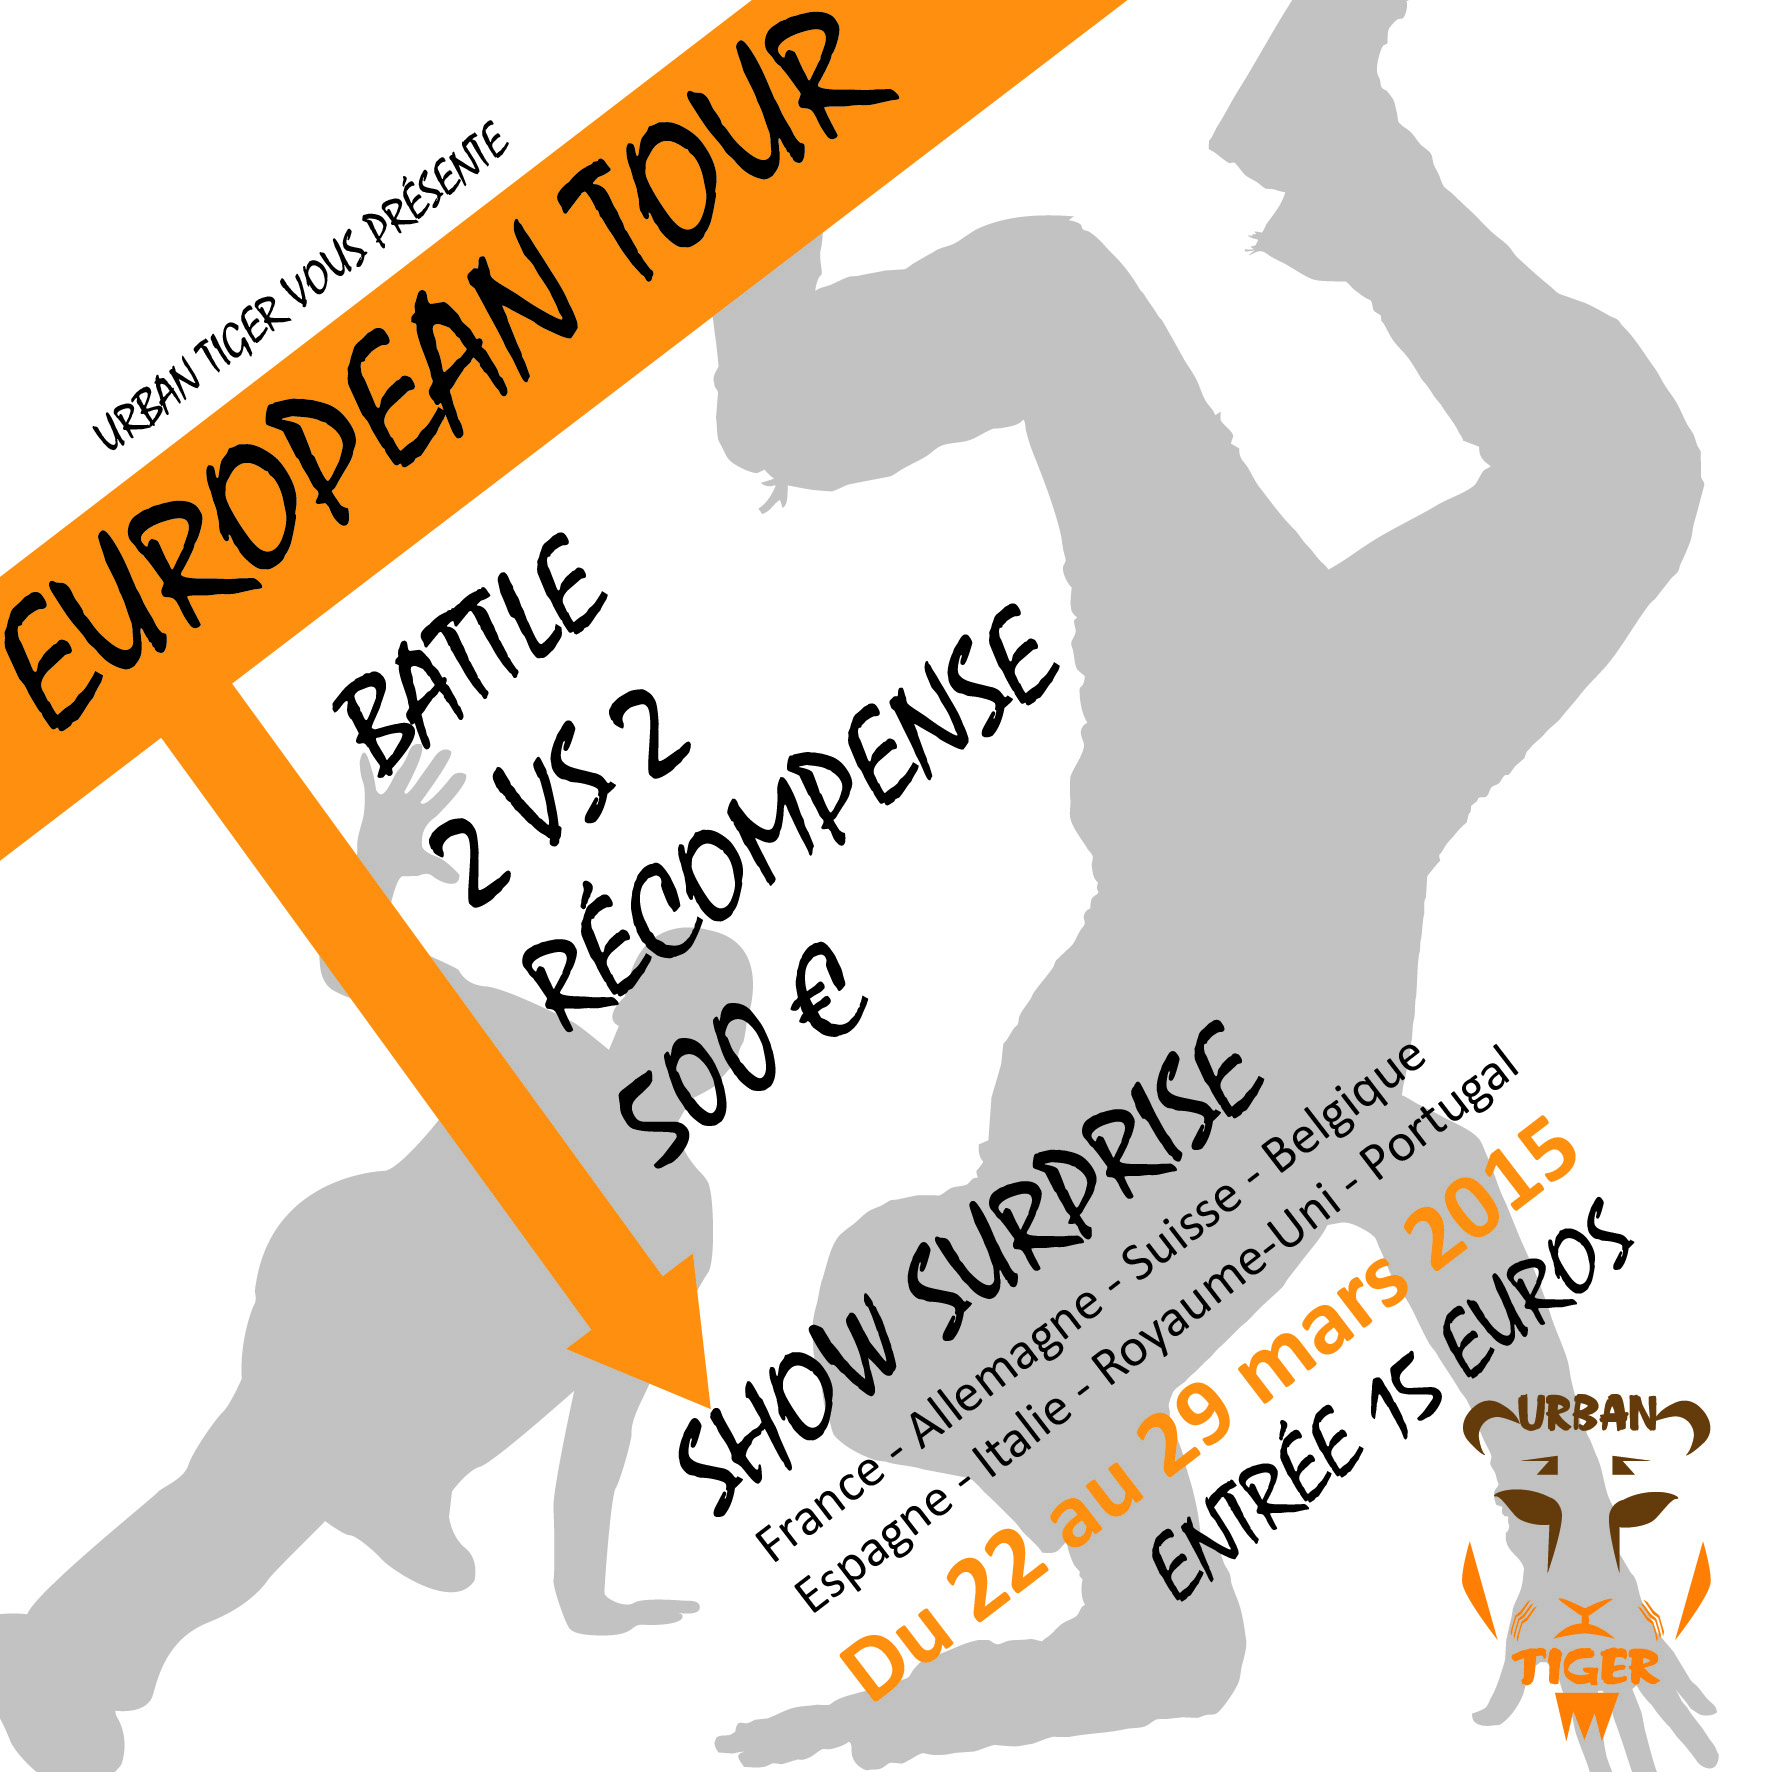 URBAN TIGER VOUS PRÉSENTE
EUROPEAN TOUR
BATTLE
2 VS 2
RÉCOMPENSE
500 €
SHOW SURPRISE
France - Allemagne - Suisse - Belgique
Espagne - Italie - Royaume-Uni - Portugal
Du 22 au 29 mars 2015
ENTRÉE 15 EUROS
URBAN
TIGER